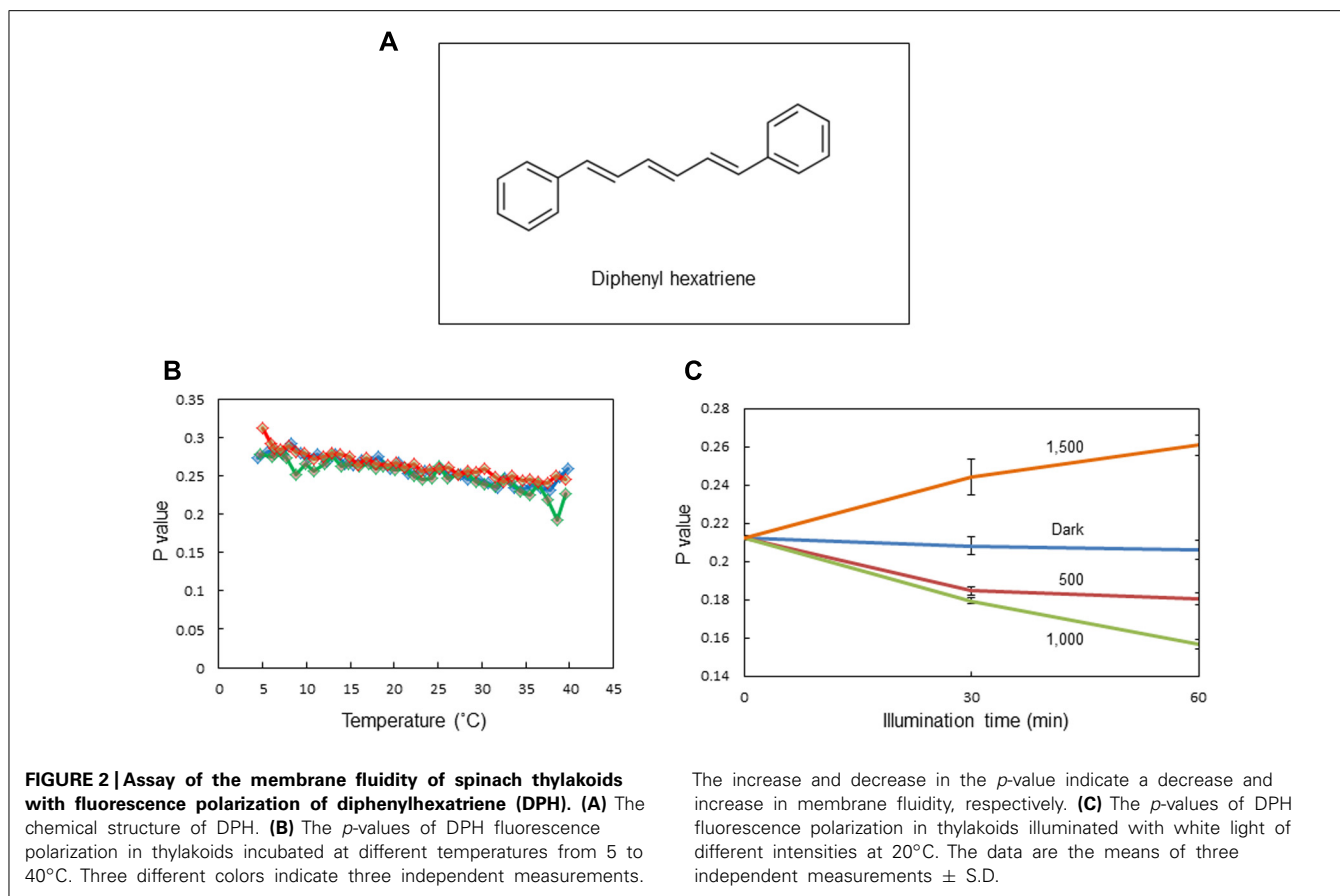 A
Diphenyl hexatriene
B
0.35
0.3
0.25
0.2
0.15
0.1
0.05
0
P value
0 5 15 22 25 30 35 40 45
Temperature (˚C)
C
0.28
0.26
0.24
0.22
0.2
0.18
0.16
0.14
P value
1,500
Dark
500
1,000
0 30 60
Illumination time (min)
FIGURE 2 | Assay of the membrane fluidity of spinach thylakoids
with fluorescence polarization of diphenylhexatriene (DPH). (A) The
chemical structure of DPH. (B) The p-values of DPH fluorescence
polarization in thylakoids incubated at different temperatures from 5 to
40°C. Three different colors indicate three independent measurements.
The increase and decrease in the p-value indicate a decrease and
increase in membrane fluidity, respectively. (C) The p-values of DPH
fluorescence polarization in thylakoids illuminated with white light of
different intensities at 20°C. The data are the means of three
independent measurements ± S.D.